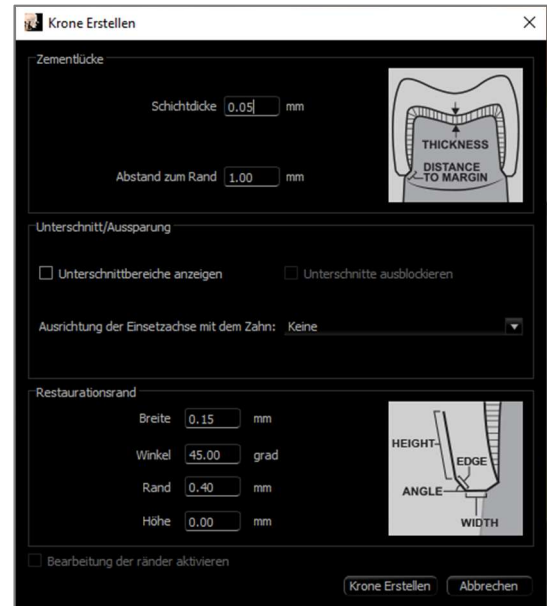 Krone Erstellen
Zementlücke
Schichtdicke 0.05 mm
THICKNESS
DISTANCE
TO MARGIN
Abstand zum Rand 1.00 mm
Unterschnitt/Aussparung
Unterschnittbereiche anzeigen Unterschnitte ausblockieren
Ausrichtung der Einsetzachse mit dem Zahn: Keine
Restaurationsrand
Breite 0.15 mm
Winkel 45.00 grad
Rand 0.40 mm
Höhe 0.00 mm
HEIGHT
EDGE
ANGLE
WIDTH
Bearbeitung der ränder aktivieren
Krone Erstellen Abbrechen